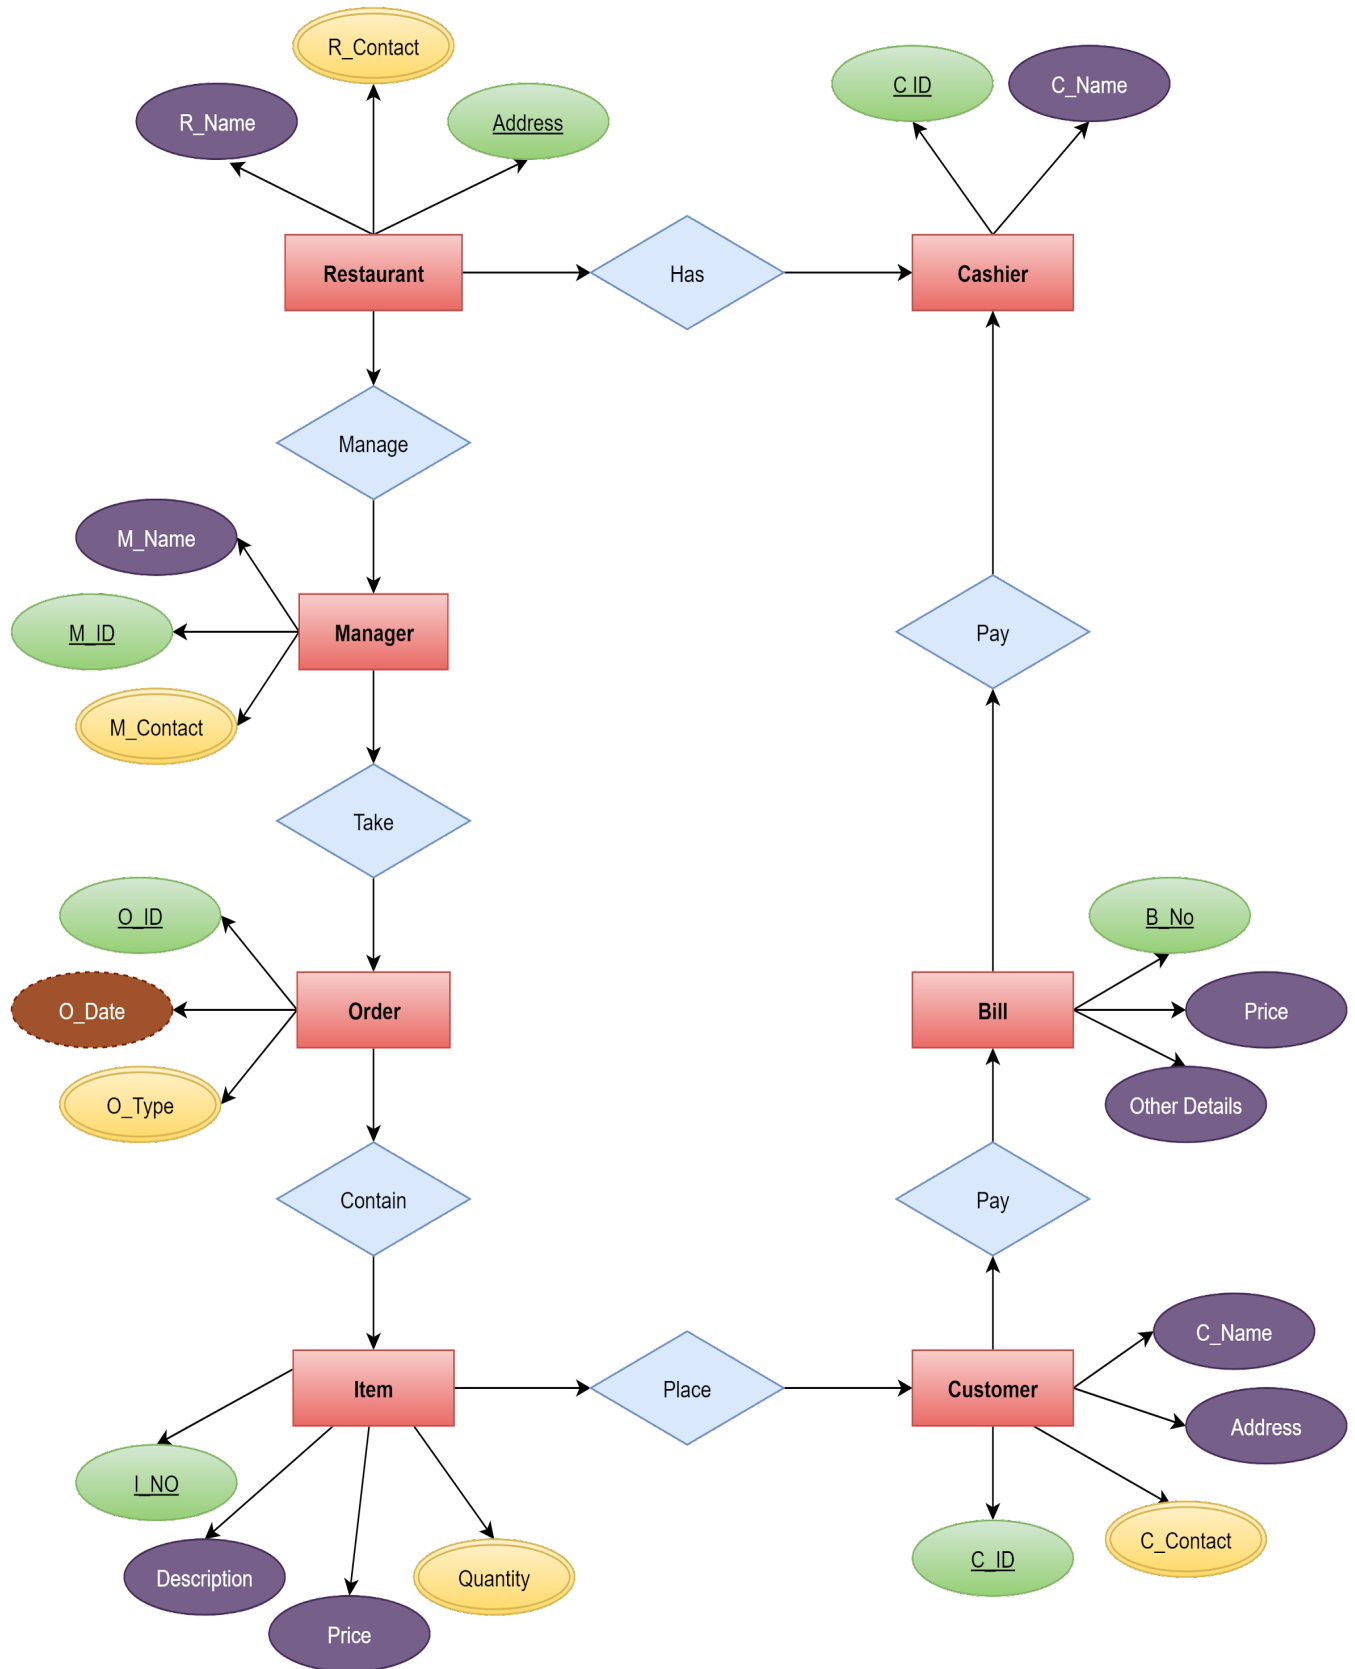 R_Contact
R_Name
Address
C ID
C_Name
Restaurant
Has
Cashier
Manage
M_Name
M_ID
M_Contact
Manager
Pay
Take
O_ID
O_Date
O_Type
Order
Bill
B_No
Price
Other Details
Contain
Pay
Item
Place
Customer
C_Name
Address
C_Contact
C_ID
I_NO
Description
Price
Quantity